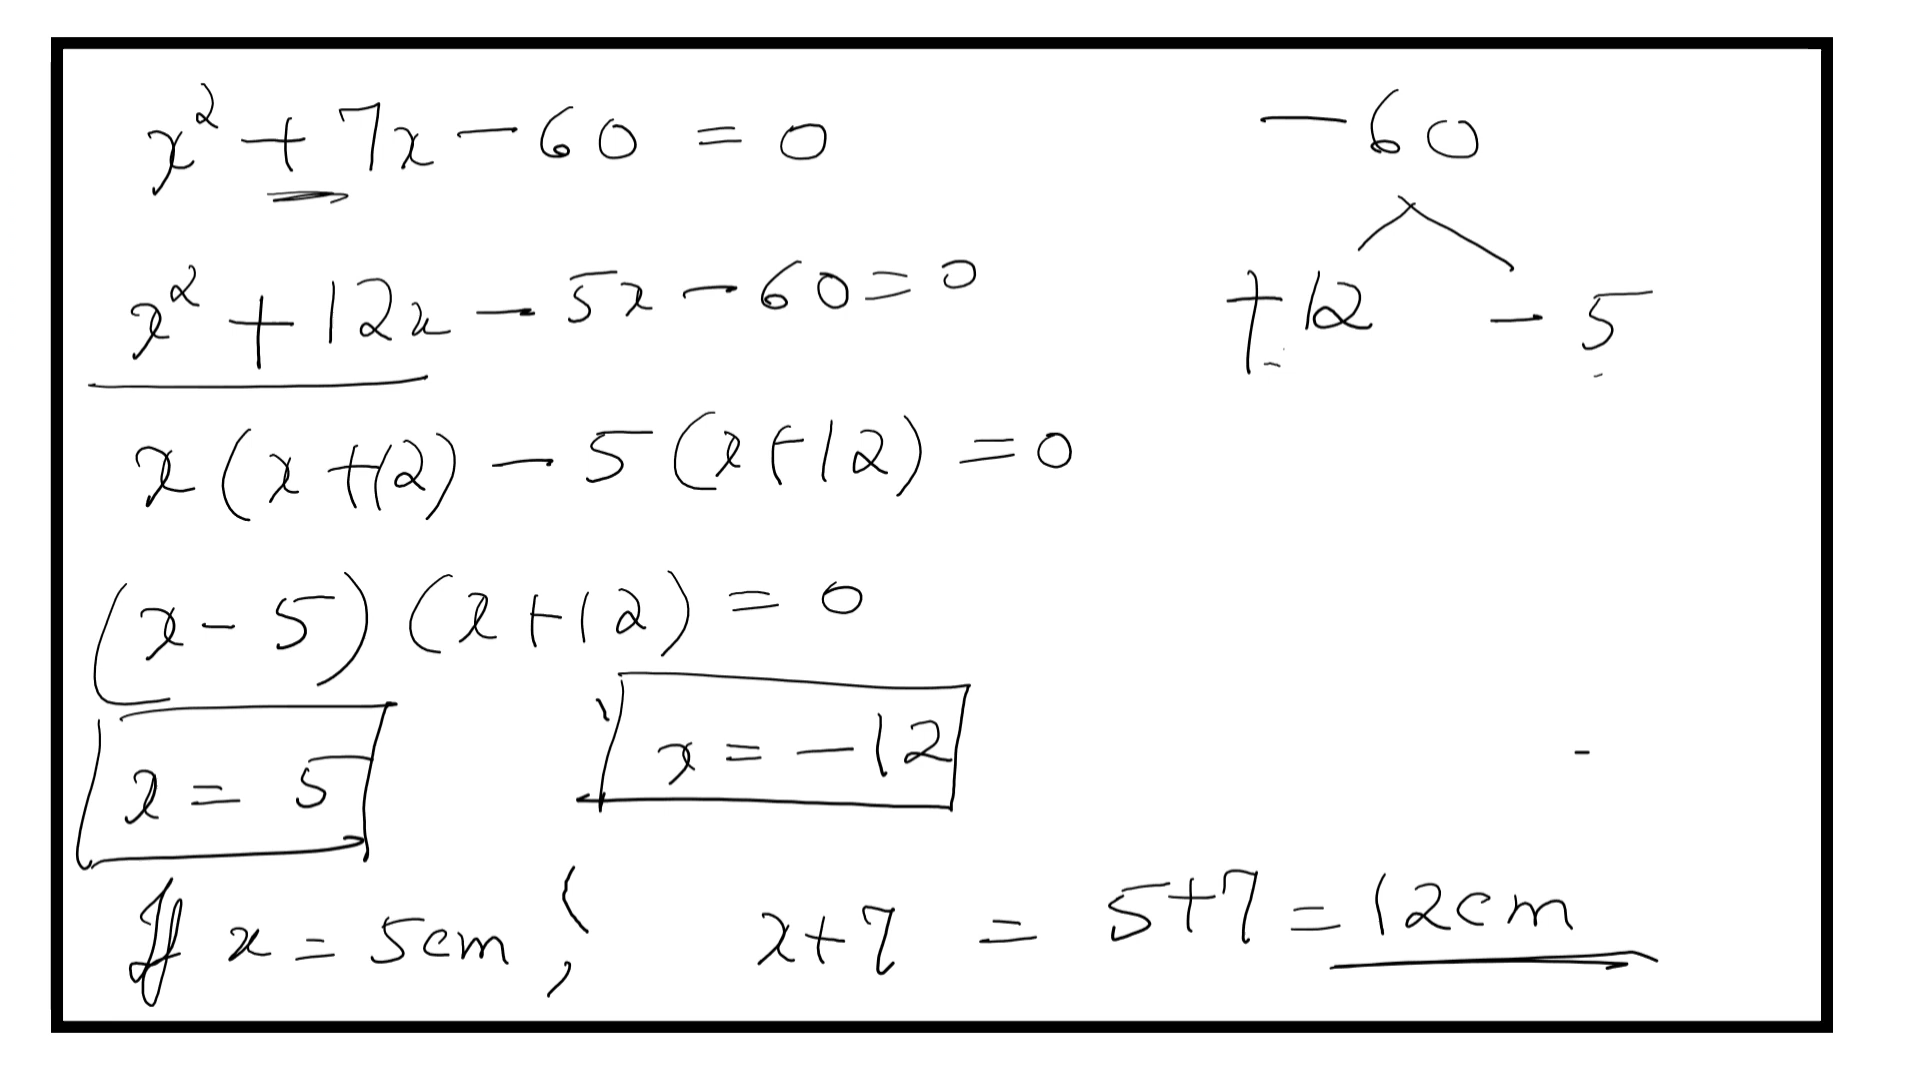 x² + 7x - 60 = 0
-60
x² + 12x - 5x - 60 = 0
+12 - 5
x(x+12) - 5(x+12) = 0
(x-5)(x+12) = 0
x = 5
x = -12
If x = 5cm, x+7 = 5+7 = 12cm